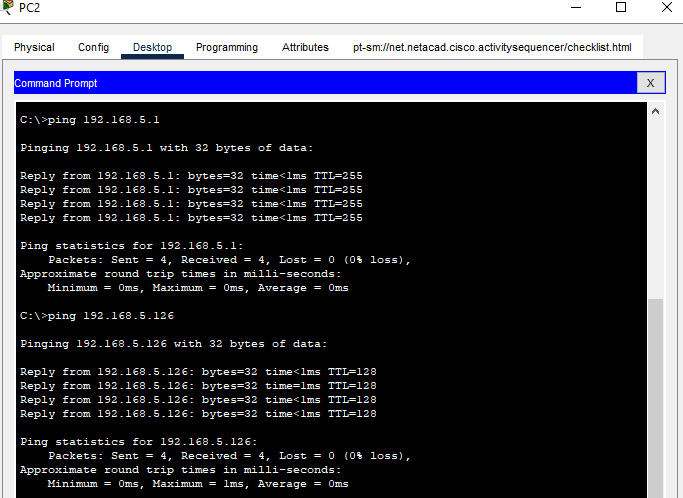 PC2
Physical Config Desktop Programming Attributes pt-sm://net.netacad.cisco.activitysequencer/checklist.html
Command Prompt X
C:\>ping 192.168.5.1
Pinging 192.168.5.1 with 32 bytes of data:
Reply from 192.168.5.1: bytes=32 time<1ms TTL=255
Reply from 192.168.5.1: bytes=32 time<1ms TTL=255
Reply from 192.168.5.1: bytes=32 time<1ms TTL=255
Reply from 192.168.5.1: bytes=32 time<1ms TTL=255
Ping statistics for 192.168.5.1:
    Packets: Sent = 4, Received = 4, Lost = 0 (0% loss),
Approximate round trip times in milli-seconds:
    Minimum = 0ms, Maximum = 0ms, Average = 0ms
C:\>ping 192.168.5.126
Pinging 192.168.5.126 with 32 bytes of data:
Reply from 192.168.5.126: bytes=32 time<1ms TTL=128
Reply from 192.168.5.126: bytes=32 time=1ms TTL=128
Reply from 192.168.5.126: bytes=32 time<1ms TTL=128
Reply from 192.168.5.126: bytes=32 time<1ms TTL=128
Ping statistics for 192.168.5.126:
    Packets: Sent = 4, Received = 4, Lost = 0 (0% loss),
Approximate round trip times in milli-seconds:
    Minimum = 0ms, Maximum = 1ms, Average = 0ms